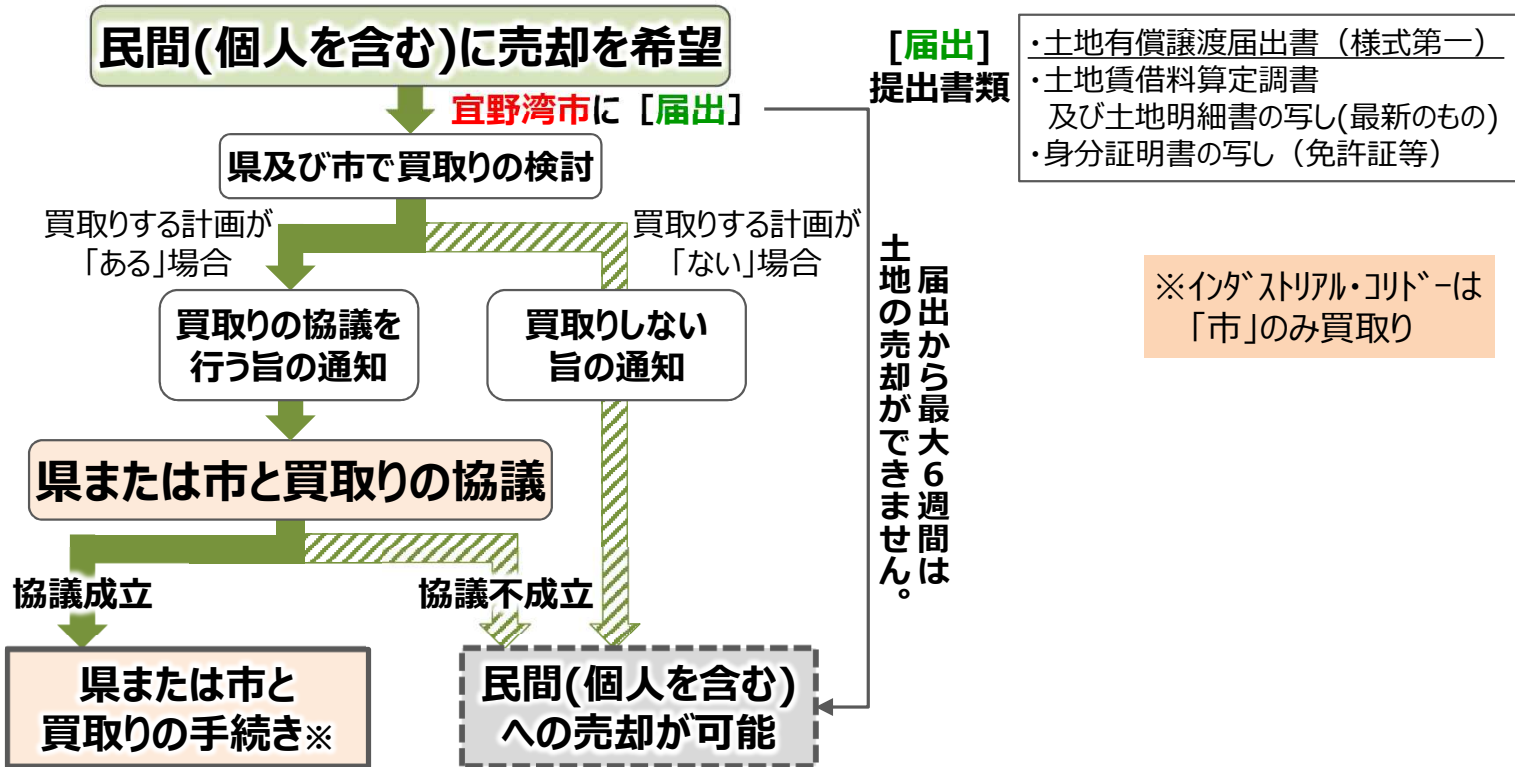 民間(個人を含む)に売却を希望
宜野湾市に［届出］
県及び市で買取りの検討
買取りする計画が
「ある」場合
買取りする計画が
「ない」場合
買取りの協議を
行う旨の通知
買取りしない
旨の通知
県または市と買取りの協議
協議成立
協議不成立
県または市と
買取りの手続き※
民間(個人を含む)
への売却が可能
届出から最大６週間は
土地の売却ができません。
［届出］
提出書類
・土地有償譲渡届出書（様式第一）
・土地賃借料算定調書
及び土地明細書の写し(最新のもの)
・身分証明書の写し（免許証等）
※ｲﾝﾀﾞｽﾄﾘｱﾙ・ｺﾘﾄﾞｰは
「市」のみ買取り